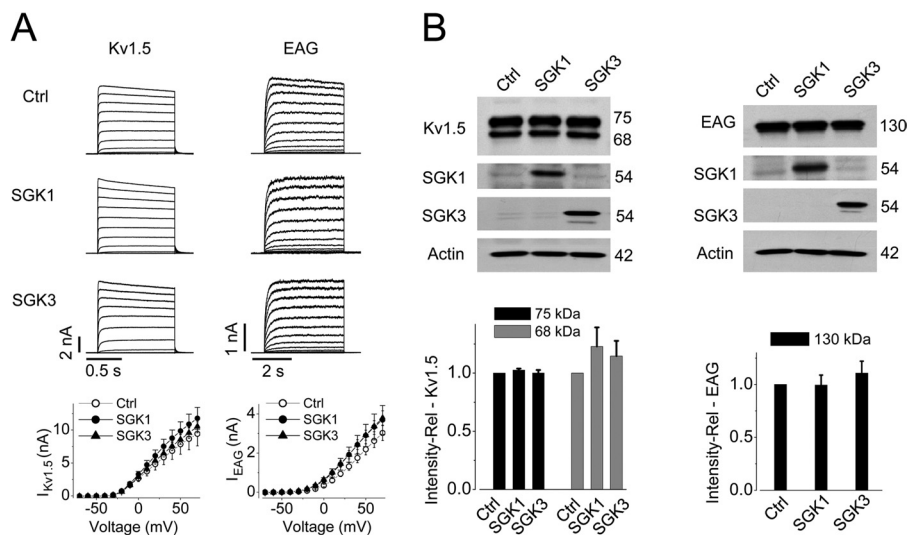 A
Kv1.5
EAG
Ctrl
SGK1
SGK3
2 nA
0.5 s
1 nA
2 s
I Kv1.5 (nA)
10
5
0
Ctrl
SGK1
SGK3
-50
0
50
Voltage (mV)
I EAG (nA)
4
2
0
Ctrl
SGK1
SGK3
-50
0
50
Voltage (mV)
B
Ctrl
SGK1
SGK3
Kv1.5
75
68
SGK1
54
SGK3
54
Actin
42
Ctrl
SGK1
SGK3
EAG
130
SGK1
54
SGK3
54
Actin
42
75 kDa
68 kDa
Intensity-Rel - Kv1.5
1.0
0.5
0.0
Ctrl
SGK1
SGK3
Ctrl
SGK1
SGK3
130 kDa
Intensity-Rel - EAG
1.0
0.5
0.0
Ctrl
SGK1
SGK3